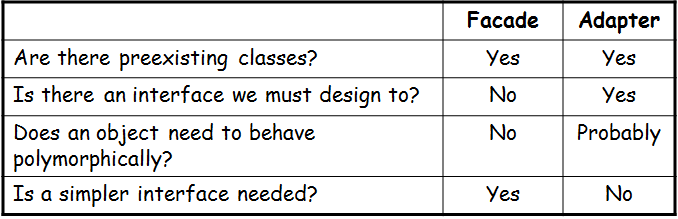 Facade Adapter
Are there preexisting classes? Yes Yes
Is there an interface we must design to? No Yes
Does an object need to behave No Probably
polymorphically?
Is a simpler interface needed? Yes No